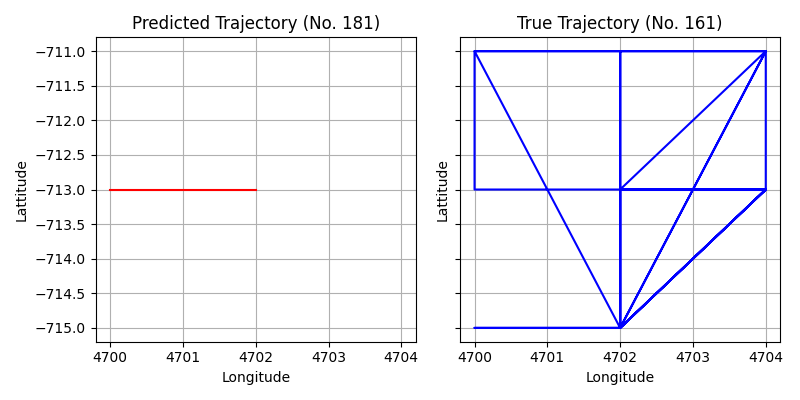 Predicted Trajectory (No. 181)
−711.0
−711.5
−712.0
−712.5
−713.0
−713.5
−714.0
−714.5
−715.0
Lattitude
4700 4701 4702 4703 4704
Longitude
True Trajectory (No. 161)
Lattitude
4700 4701 4702 4703 4704
Longitude